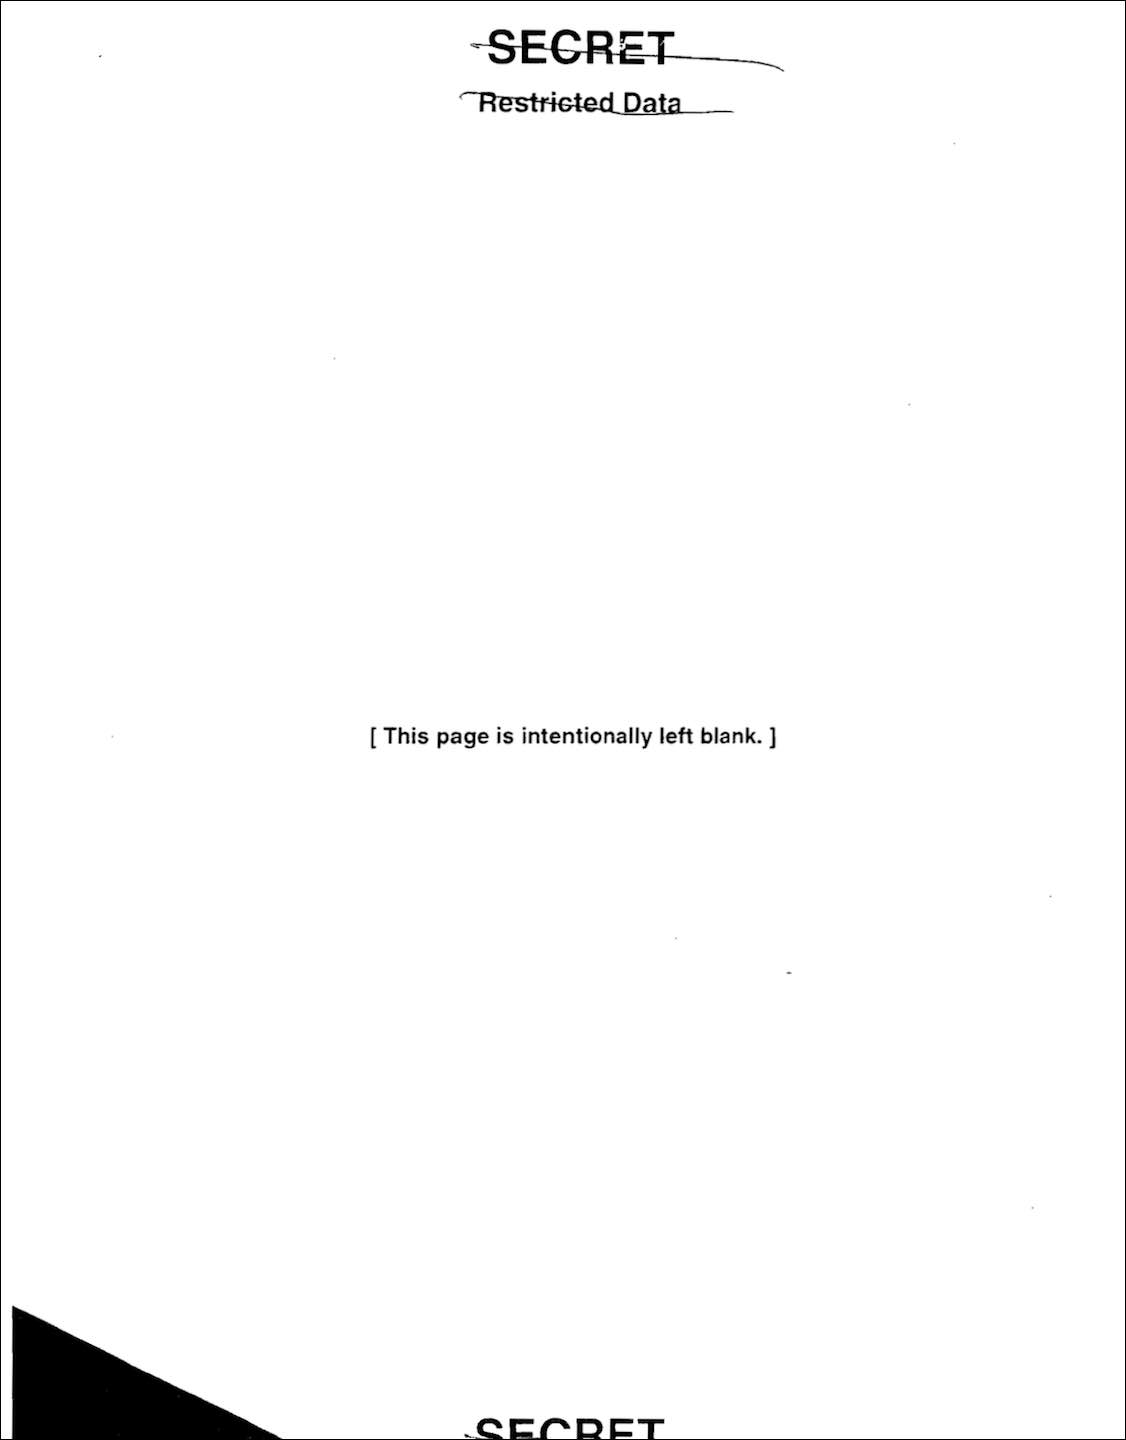 SECRET
Restricted Data
[ This page is intentionally left blank. ]
SECRET